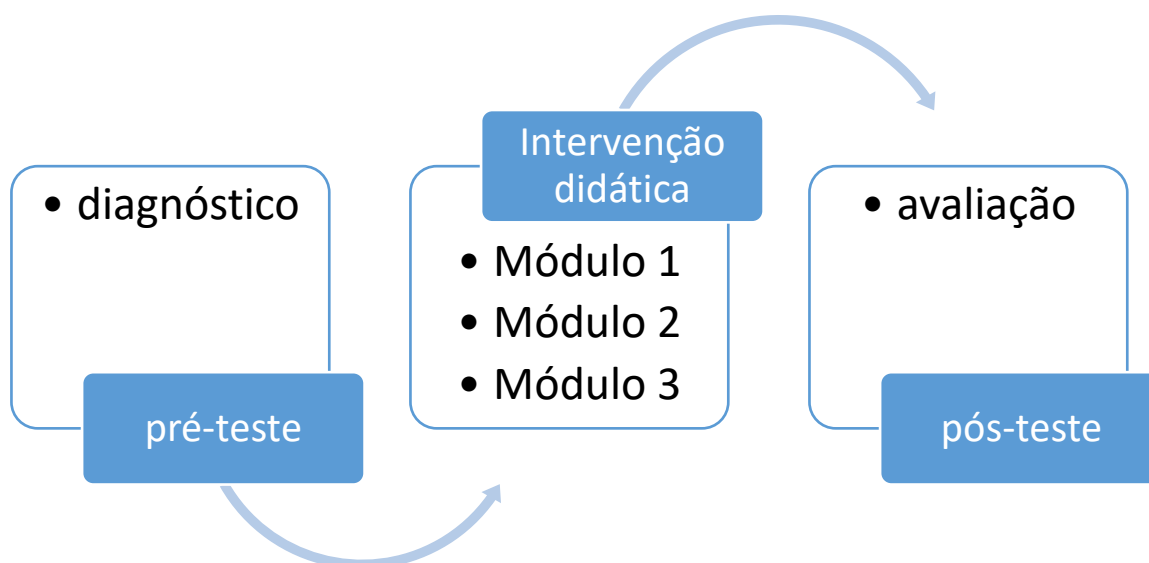 • diagnóstico
pré-teste
Intervenção
didática
• Módulo 1
• Módulo 2
• Módulo 3
• avaliação
pós-teste